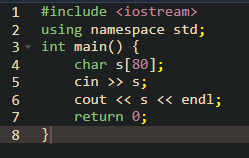 1 #include <iostream>
2 using namespace std;
3 int main() {
4     char s[80];
5     cin >> s;
6     cout << s << endl;
7     return 0;
8 }